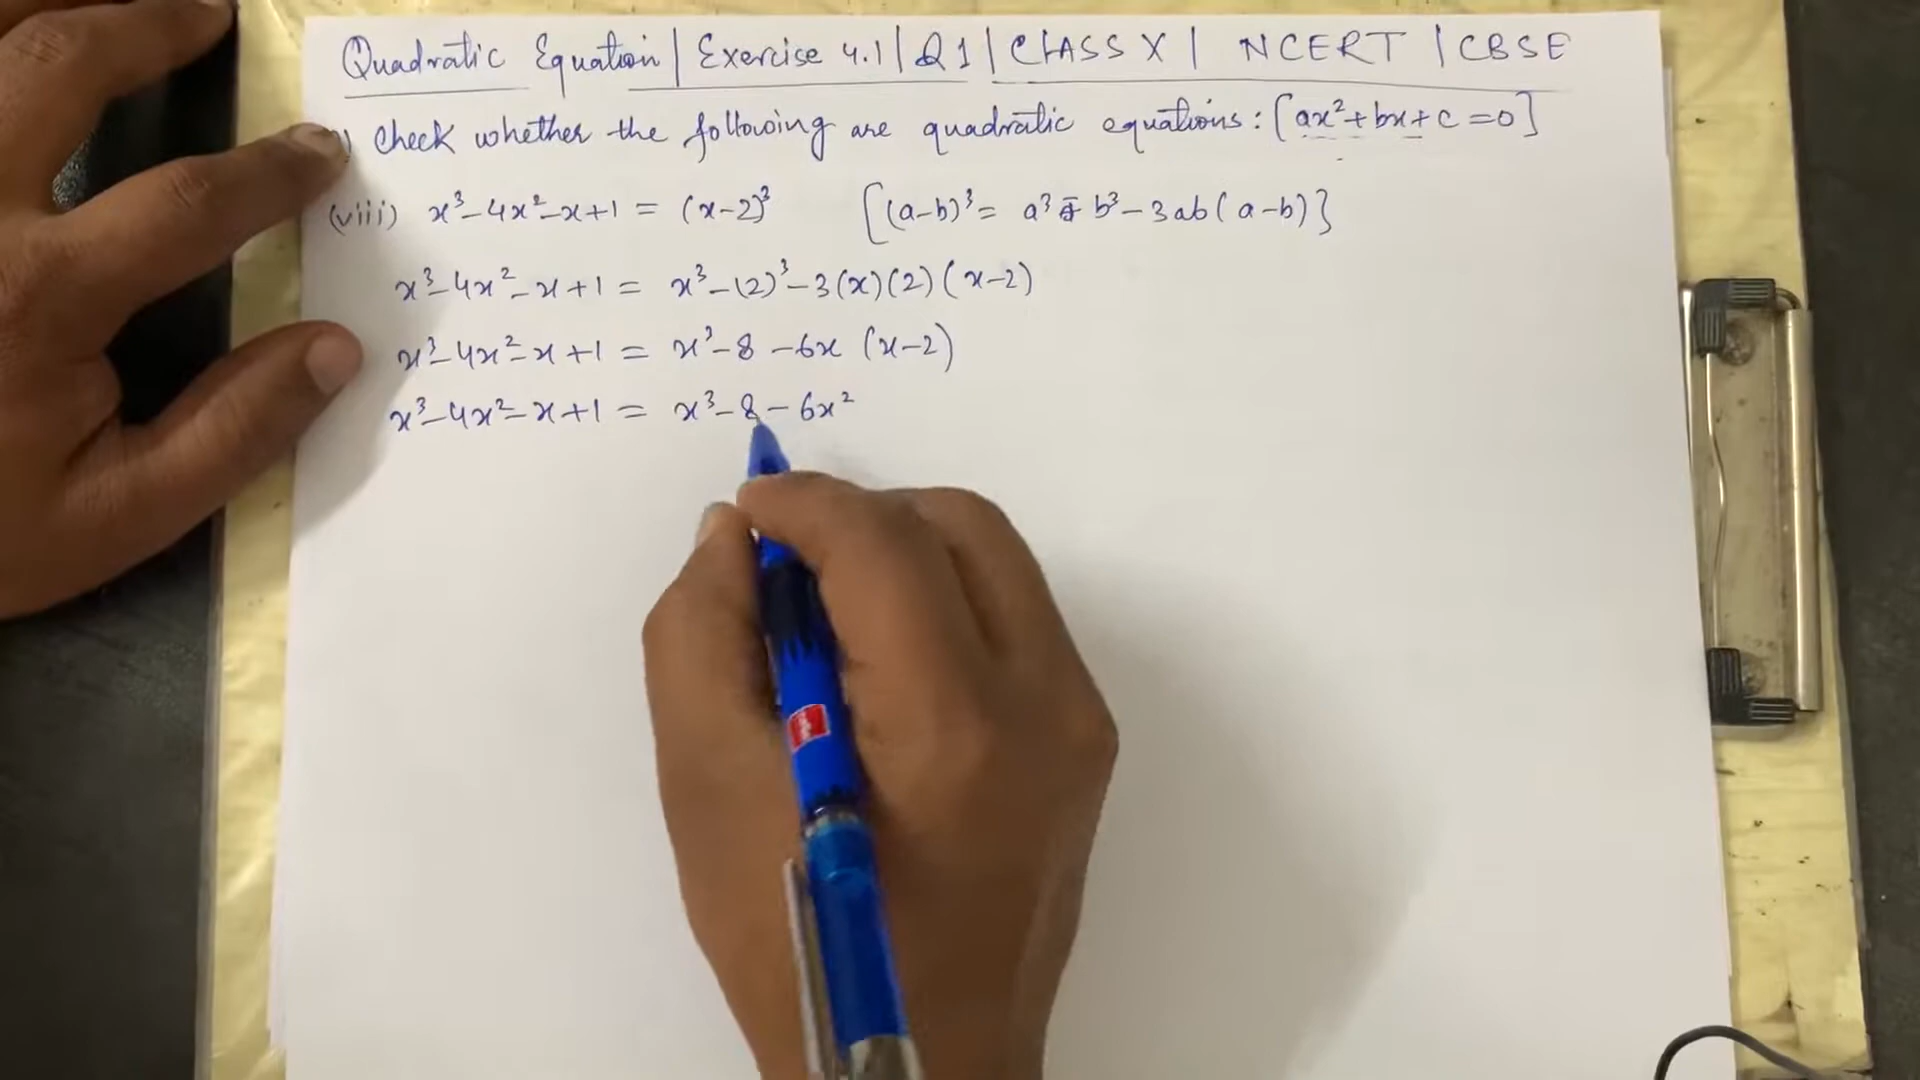 Quadratic Equation | Exercise 4.1 | Q1 | CLASS X | NCERT | CBSE
) Check whether the following are quadratic equations: [ax²+bx+c=0]
(viii) x³-4x²-x+1 = (x-2)³ [(a-b)³= a³-b³-3ab(a-b)}
x³-4x²-x+1 = x³-(2)³-3(x)(2)(x-2)
x³-4x²-x+1 = x³-8-6x(x-2)
x³-4x²-x+1 = x³-8-6x²